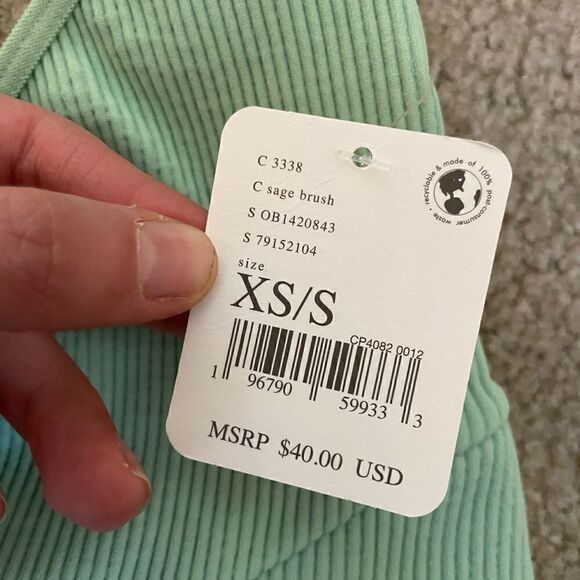 C 3338
C sage brush
S OB1420843
S 79152104
size
XS/S
CP4082 0012
1 96790 59933 3
MSRP $40.00 USD
recyclable & made of 100% post-consumer waste •